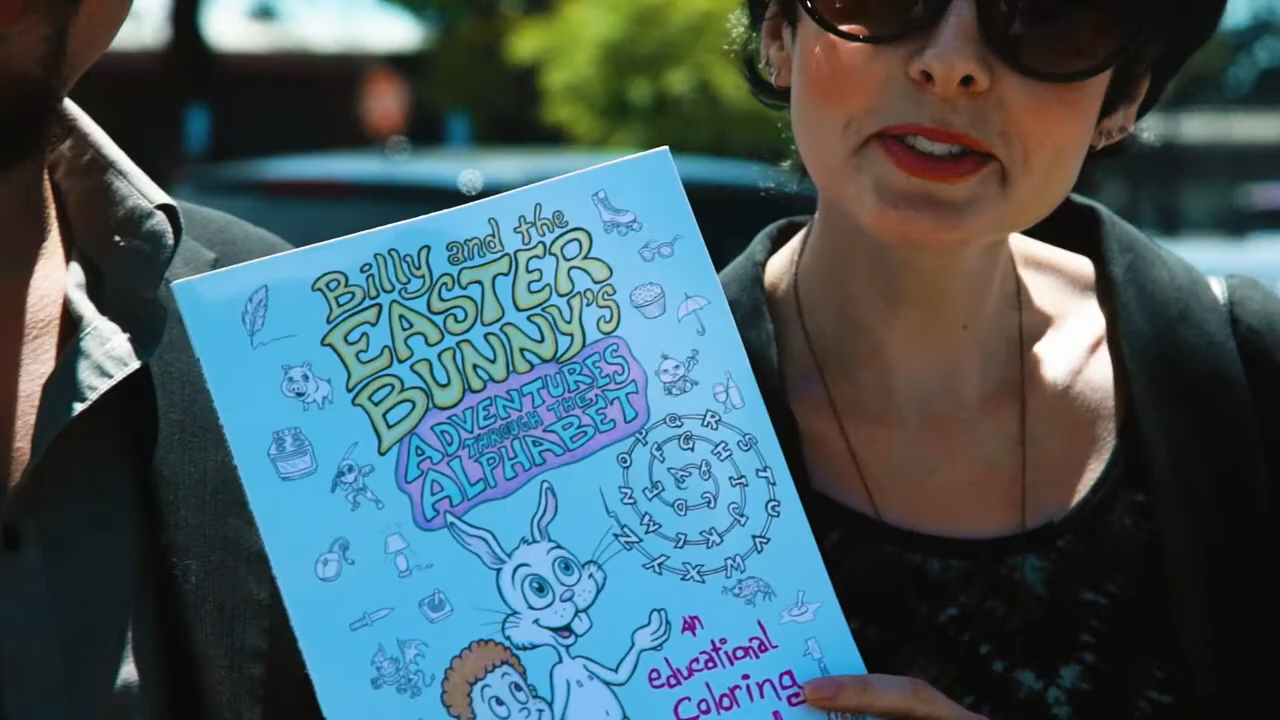 Billy and the
EASTER
BUNNY'S
ADVENTURES
THROUGH THE
ALPHABET
A B C D E F G H I J K L M N O P Q R S T U V W X Y Z
An
educational
Coloring